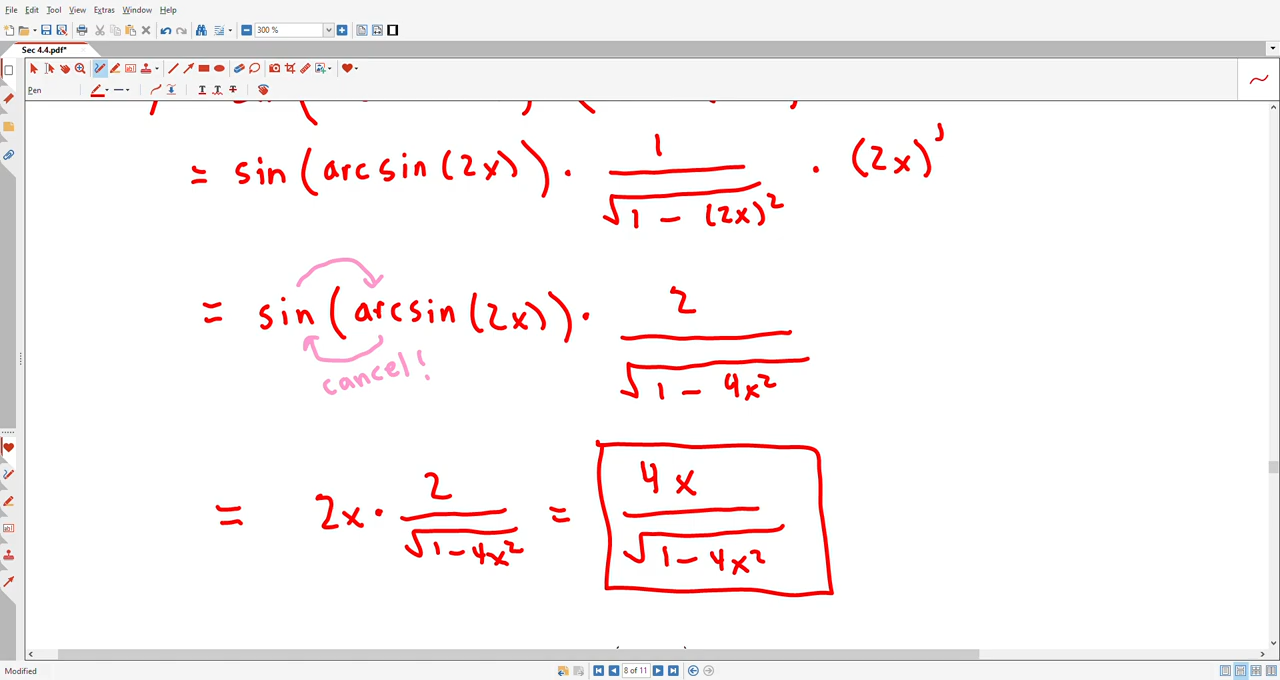 File Edit Tool View Extras Window Help
300 %
Sec 4.4.pdf*
Pen
= sin(arcsin(2x)) · 1/√(1 - (2x)²) · (2x)'
= sin(arcsin(2x)) · 2/√(1 - 4x²)
cancel!
= 2x · 2/√(1 - 4x²) = 4x/√(1 - 4x²)
Modified
8 of 11